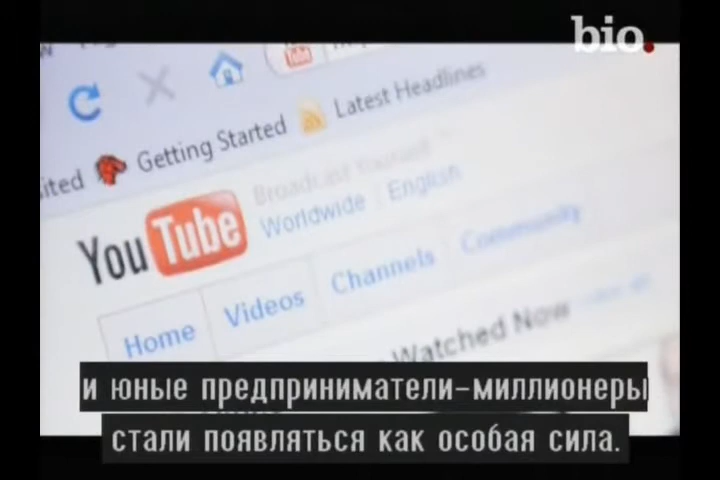 bio.
Getting Started
Latest Headlines
ited
Broadcast Yourself
Worldwide English
YouTube
Home Videos Channels Community
Watched Now
и юные предприниматели-миллионеры
стали появляться как особая сила.